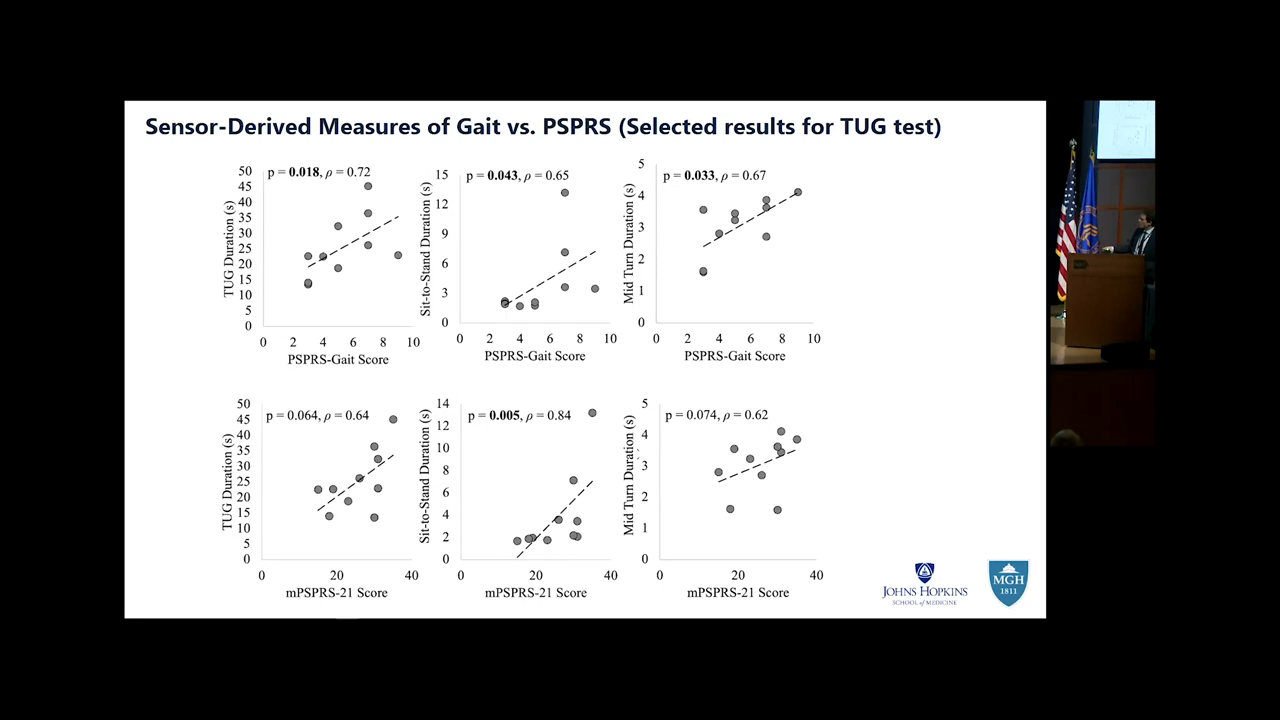 Sensor-Derived Measures of Gait vs. PSPRS (Selected results for TUG test)
p = 0.018, ρ = 0.72
50
45
40
35
30
25
20
15
10
5
0
TUG Duration (s)
0 2 4 6 8 10
PSPRS-Gait Score
p = 0.043, ρ = 0.65
15
12
9
6
3
0
Sit-to-Stand Duration (s)
0 2 4 6 8 10
PSPRS-Gait Score
p = 0.033, ρ = 0.67
5
4
3
2
1
0
Mid Turn Duration (s)
0 2 4 6 8 10
PSPRS-Gait Score
p = 0.064, ρ = 0.64
50
45
40
35
30
25
20
15
10
5
0
TUG Duration (s)
0 20 40
mPSPRS-21 Score
p = 0.005, ρ = 0.84
14
12
10
8
6
4
2
0
Sit-to-Stand Duration (s)
0 20 40
mPSPRS-21 Score
p = 0.074, ρ = 0.62
5
4
3
2
1
0
Mid Turn Duration (s)
0 20 40
mPSPRS-21 Score
JOHNS HOPKINS
SCHOOL of MEDICINE
MGH
1811